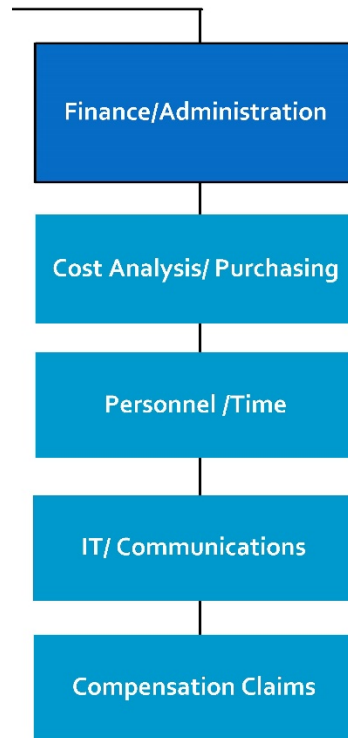 Finance/Administration
Cost Analysis/ Purchasing
Personnel /Time
IT/ Communications
Compensation Claims